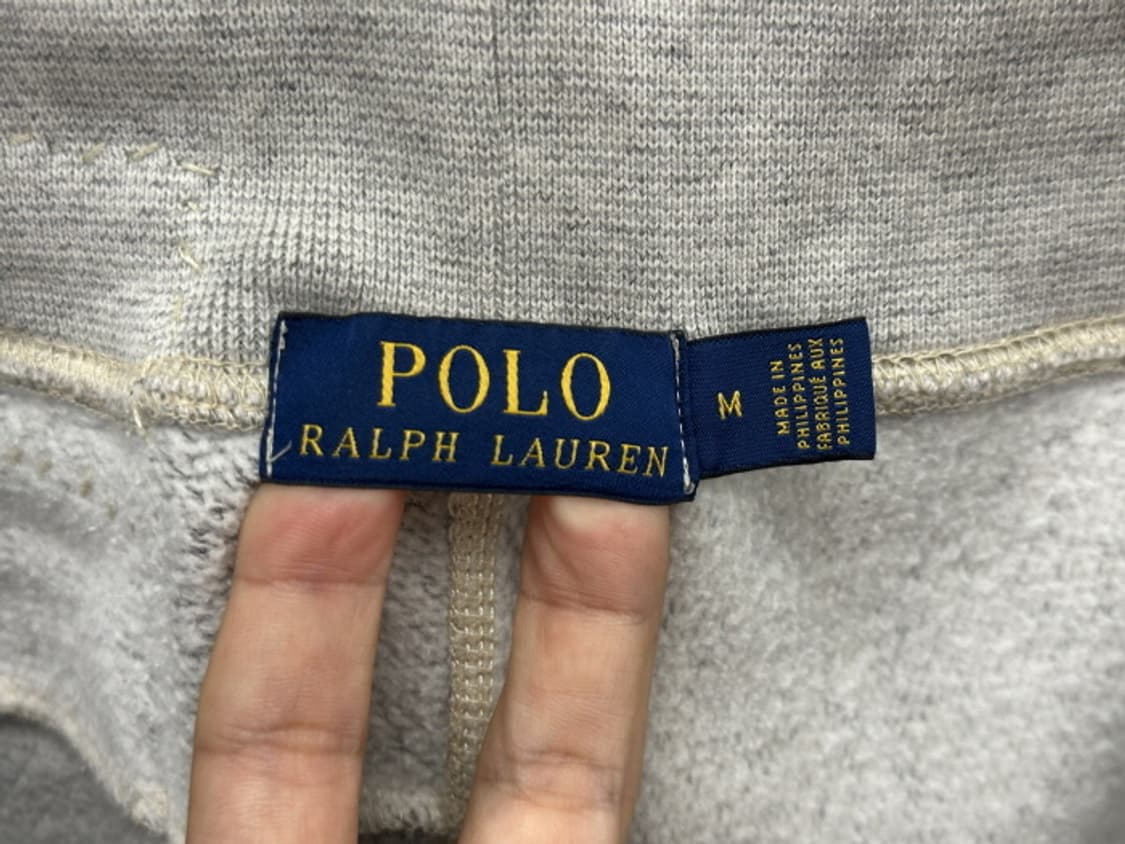 POLO
RALPH LAUREN
M
MADE IN
PHILIPPINES
FABRIQUÉ AUX
PHILIPPINES